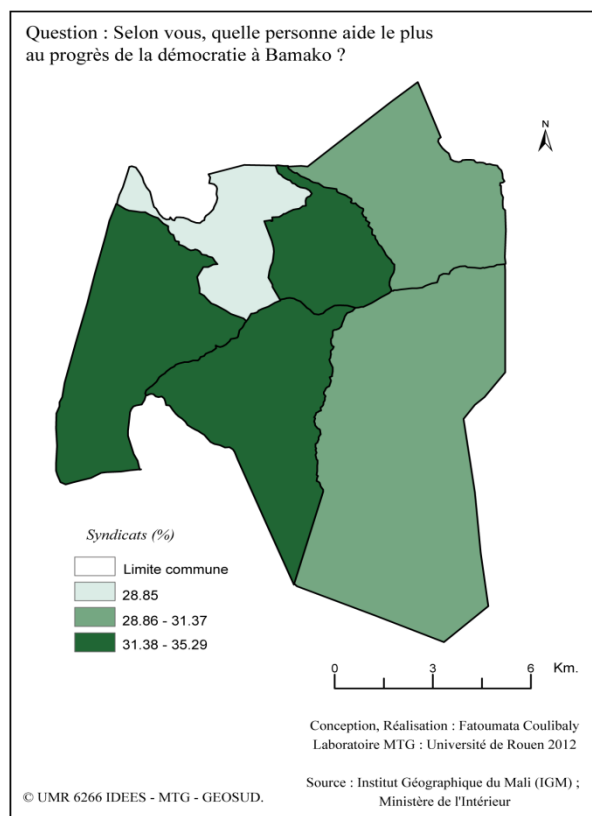 Question : Selon vous, quelle personne aide le plus
au progrès de la démocratie à Bamako ?
N
Syndicats (%)
Limite commune
28.85
28.86 - 31.37
31.38 - 35.29
0 3 6 Km.
Conception, Réalisation : Fatoumata Coulibaly
Laboratoire MTG : Université de Rouen 2012
© UMR 6266 IDEES - MTG - GEOSUD.
Source : Institut Géographique du Mali (IGM) ;
Ministère de l'Intérieur